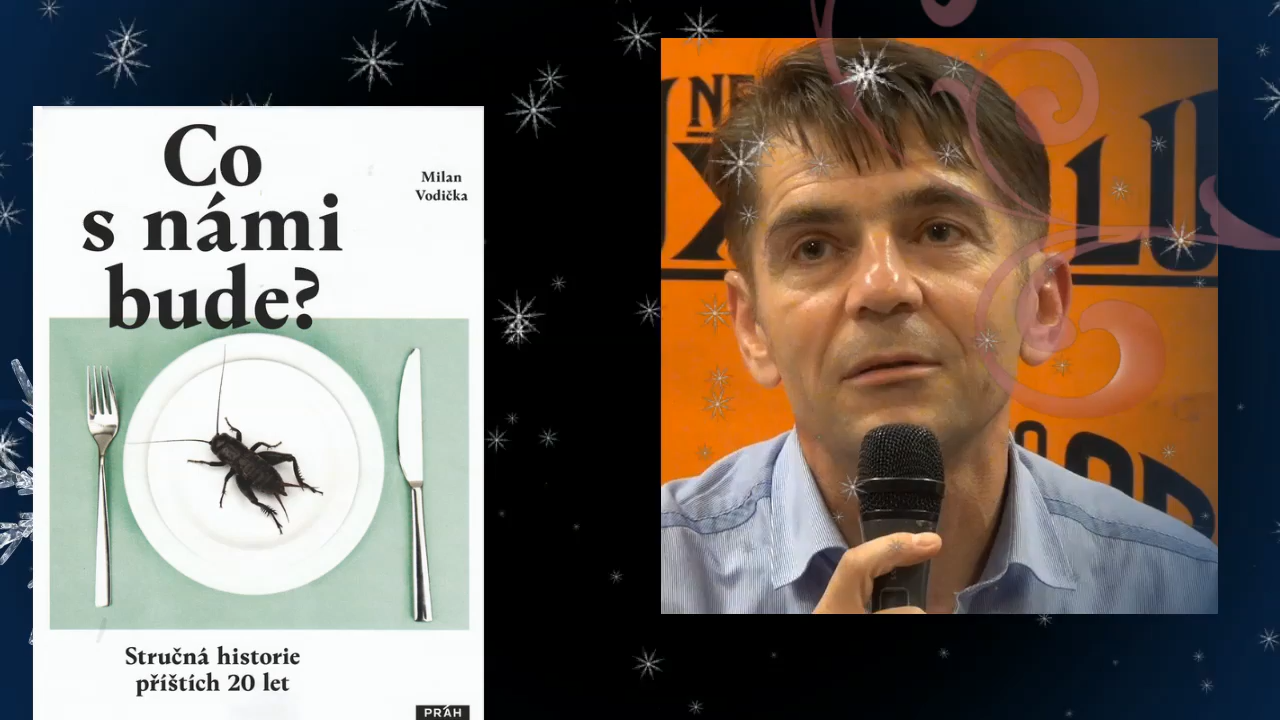 Co
s námi
bude?
Milan
Vodička
Stručná historie
příštích 20 let
PRÁH